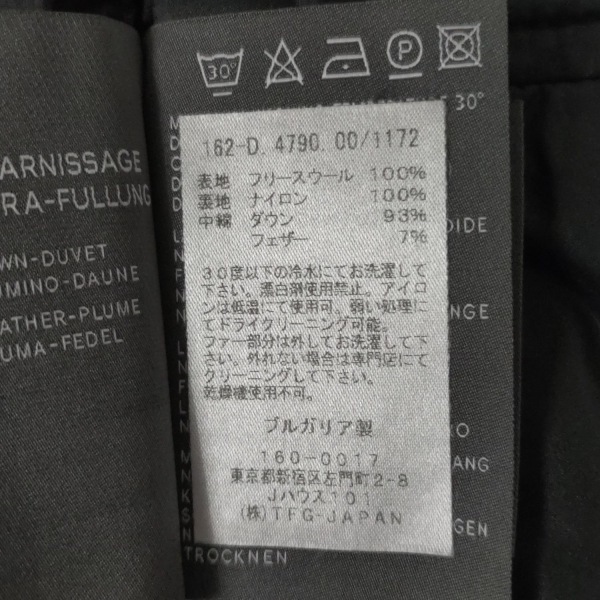 ARNISSAGE
RA-FULLUNG
WN-DUVET
UMINO-DAUNE
ATHER-PLUME
UMA-FEDEL
30°
P
30°
162-D. 4790. 00/1172
表地 フリースウール 100%
裏地 ナイロン 100%
中綿 ダウン 93%
フェザー 7%
30度以下の冷水にてお洗濯して
下さい。漂白剤使用禁止。アイロ
ンは低温にて使用可。弱い処理に
てドライクリーニング可能。
ファー部分は外してお洗濯して下
さい。外れない場合は専門店にて
クリーニングして下さい。
乾燥機使用不可。
ブルガリア製
160-0017
東京都新宿区左門町2-8
Jハウス101
(株)TFG-JAPAN
TROCKNEN